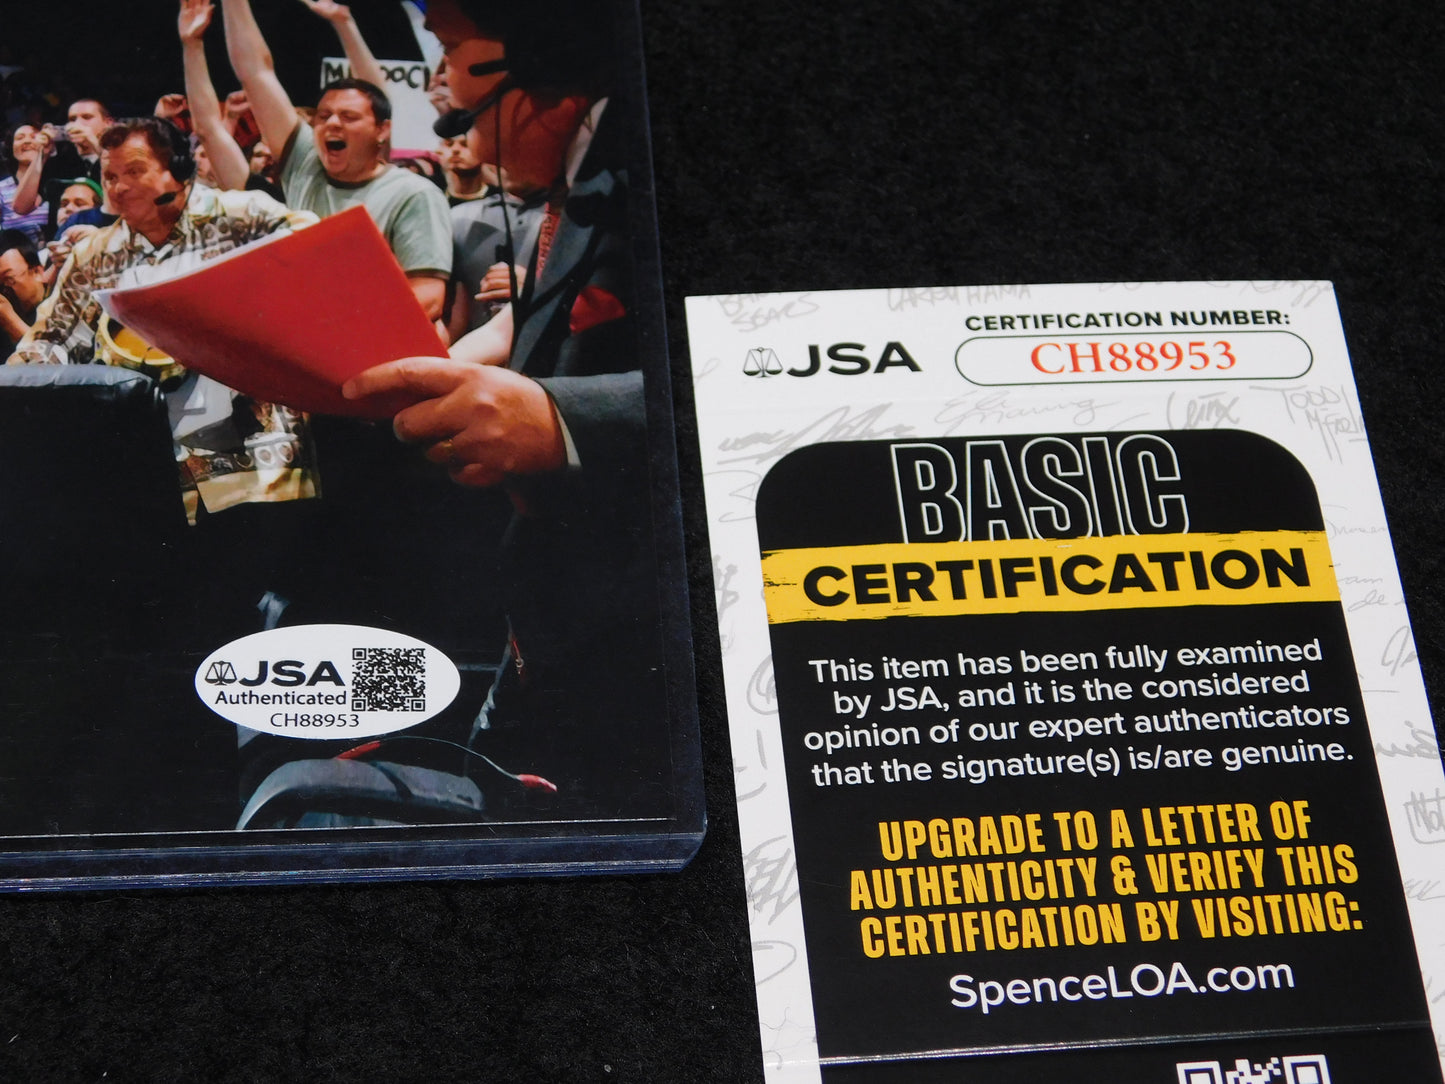 JSA
Authenticated
CH88953
JSA
CERTIFICATION NUMBER:
CH88953
BASIC
CERTIFICATION
This item has been fully examined
by JSA, and it is the considered
opinion of our expert authenticators
that the signature(s) is/are genuine.
UPGRADE TO A LETTER OF
AUTHENTICITY & VERIFY THIS
CERTIFICATION BY VISITING:
SpenceLOA.com